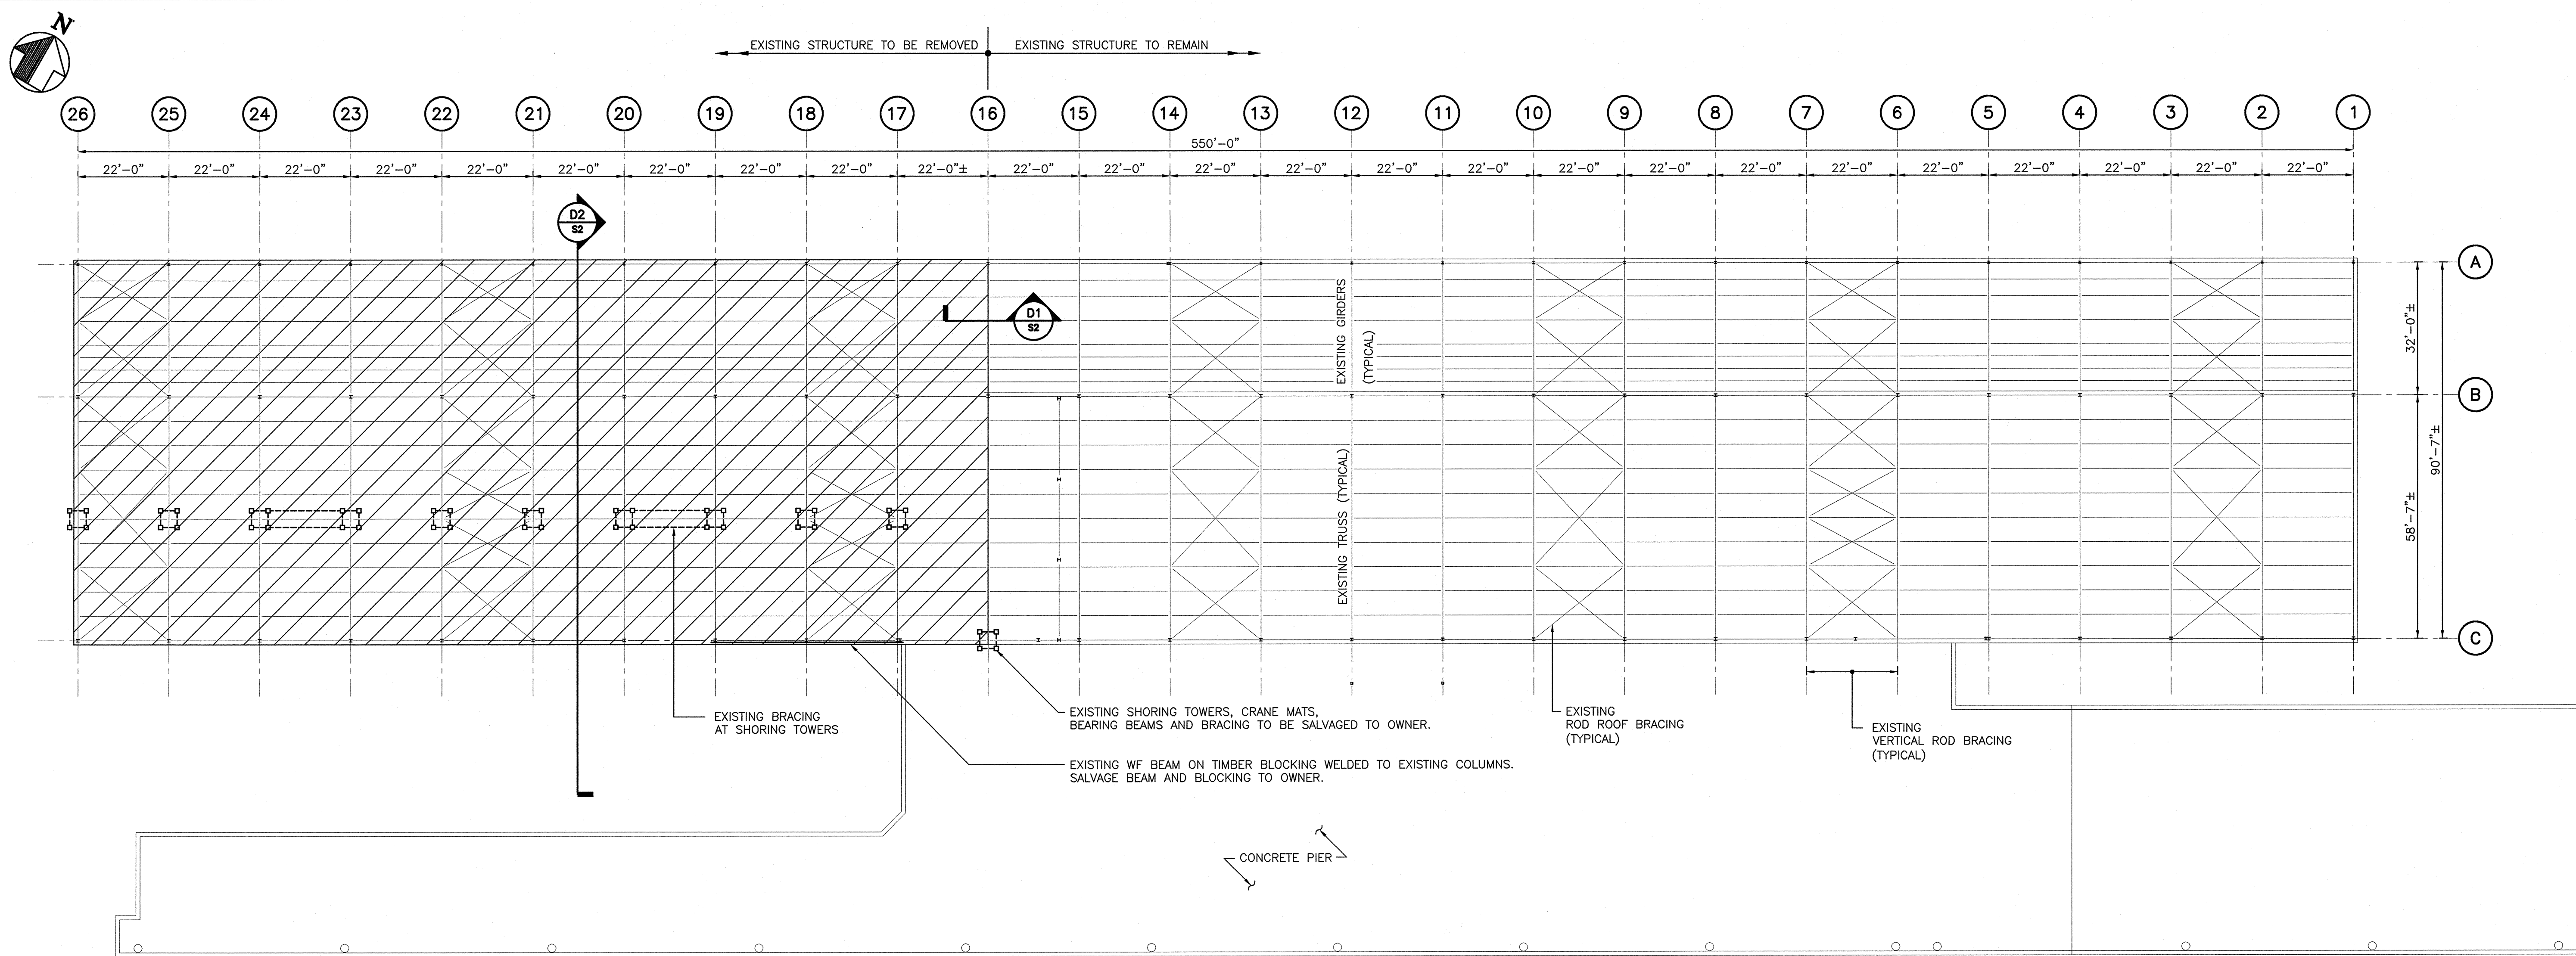 N
EXISTING STRUCTURE TO BE REMOVED
EXISTING STRUCTURE TO REMAIN
26 25 24 23 22 21 20 19 18 17 16 15 14 13 12 11 10 9 8 7 6 5 4 3 2 1
550'-0"
22'-0" 22'-0" 22'-0" 22'-0" 22'-0" 22'-0" 22'-0" 22'-0" 22'-0" 22'-0"± 22'-0" 22'-0" 22'-0" 22'-0" 22'-0" 22'-0" 22'-0" 22'-0" 22'-0" 22'-0" 22'-0" 22'-0" 22'-0" 22'-0" 22'-0"
D2
S2
A
D1
S2
EXISTING GIRDERS
(TYPICAL)
32'-0"±
B
EXISTING TRUSS (TYPICAL)
58'-7"±
90'-7"±
C
EXISTING BRACING
AT SHORING TOWERS
EXISTING SHORING TOWERS, CRANE MATS,
BEARING BEAMS AND BRACING TO BE SALVAGED TO OWNER.
EXISTING
ROD ROOF BRACING
(TYPICAL)
EXISTING
VERTICAL ROD BRACING
(TYPICAL)
EXISTING WF BEAM ON TIMBER BLOCKING WELDED TO EXISTING COLUMNS.
SALVAGE BEAM AND BLOCKING TO OWNER.
CONCRETE PIER